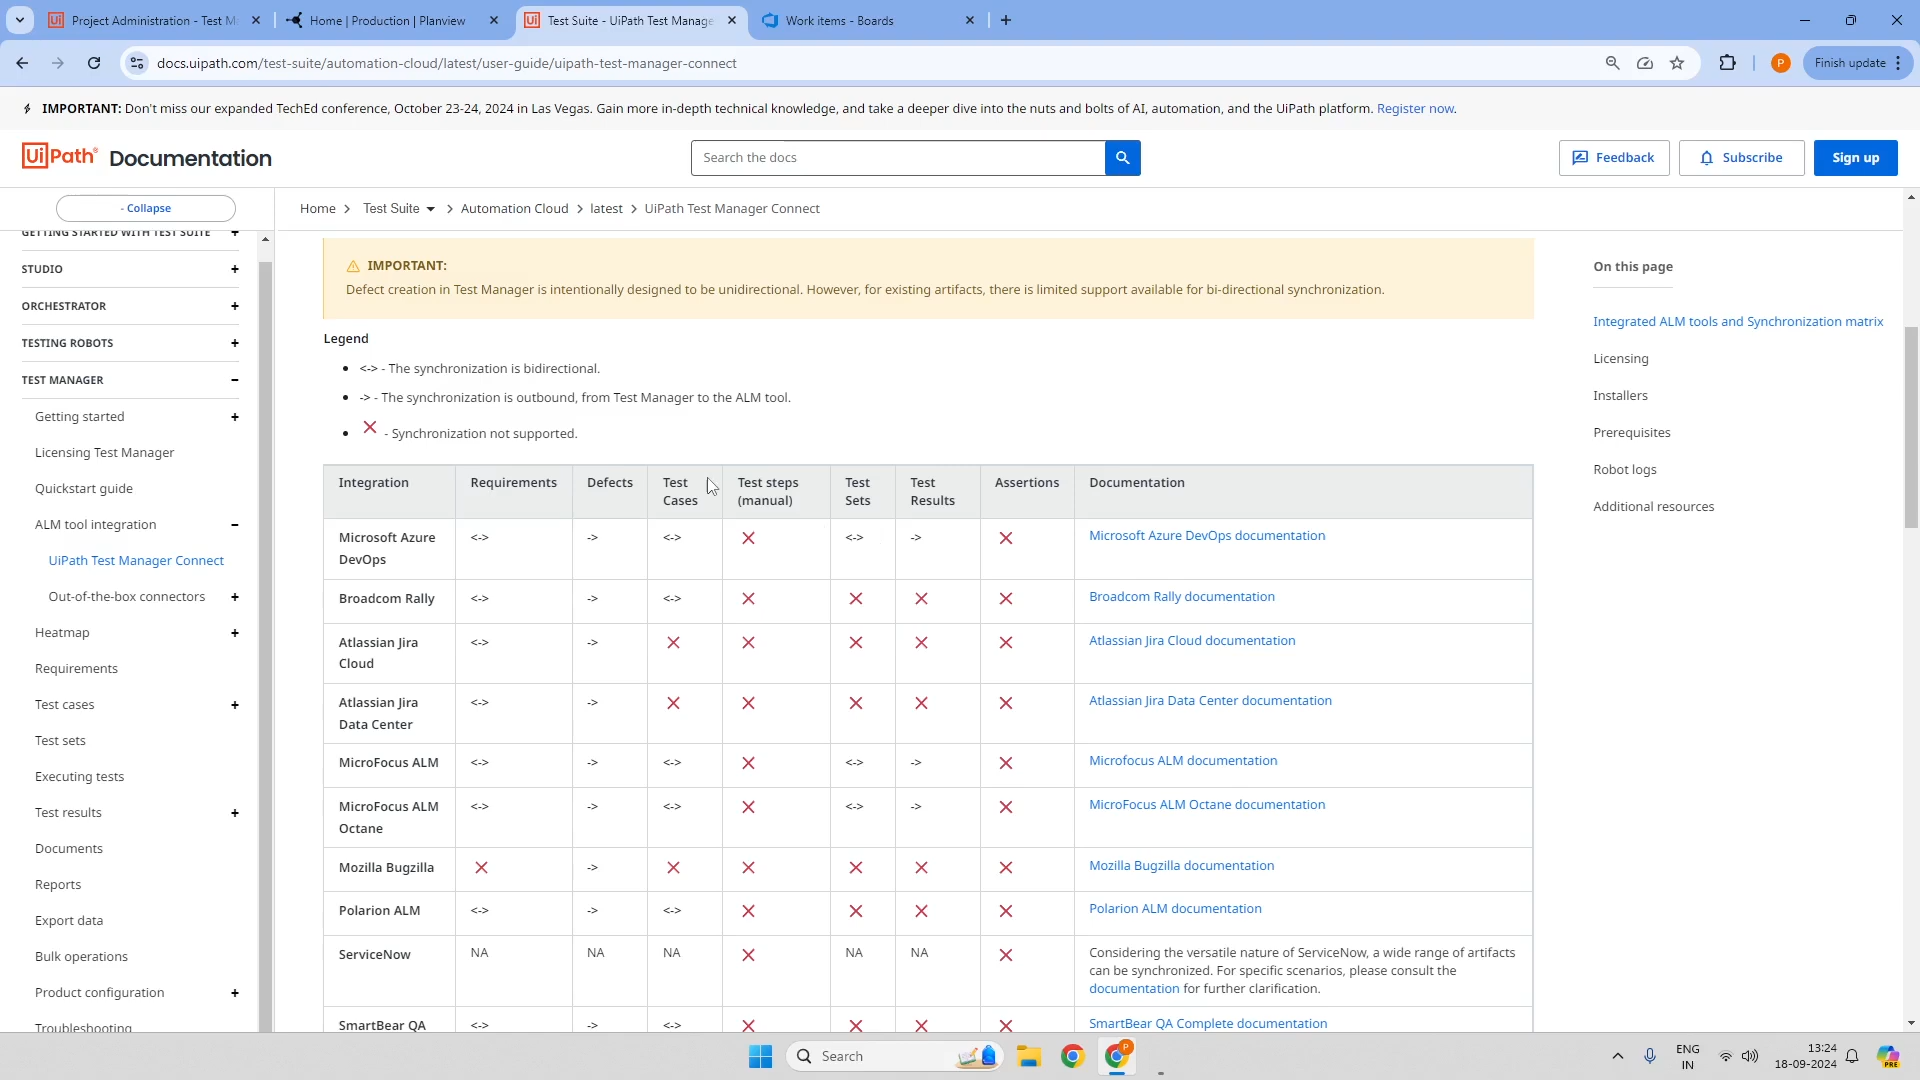 Project Administration - Test M
Home | Production | Planview
Test Suite - UiPath Test Manage
Work items - Boards
docs.uipath.com/test-suite/automation-cloud/latest/user-guide/uipath-test-manager-connect
P
Finish update
IMPORTANT: Don't miss our expanded TechEd conference, October 23-24, 2024 in Las Vegas. Gain more in-depth technical knowledge, and take a deeper dive into the nuts and bolts of AI, automation, and the UiPath platform. Register now.
UiPath Documentation
Search the docs
Feedback
Subscribe
Sign up
- Collapse
Home > Test Suite > Automation Cloud > latest > UiPath Test Manager Connect
GETTING STARTED WITH TEST SUITE +
STUDIO +
ORCHESTRATOR +
TESTING ROBOTS +
TEST MANAGER −
Getting started +
Licensing Test Manager
Quickstart guide
ALM tool integration −
UiPath Test Manager Connect
Out-of-the-box connectors +
Heatmap +
Requirements
Test cases +
Test sets
Executing tests
Test results +
Documents
Reports
Export data
Bulk operations
Product configuration +
Troubleshooting
IMPORTANT:
Defect creation in Test Manager is intentionally designed to be unidirectional. However, for existing artifacts, there is limited support available for bi-directional synchronization.
Legend
<-> - The synchronization is bidirectional.
-> - The synchronization is outbound, from Test Manager to the ALM tool.
- Synchronization not supported.
Integration Requirements Defects Test Cases Test steps (manual) Test Sets Test Results Assertions Documentation
Microsoft Azure DevOps <-> -> <-> <-> -> Microsoft Azure DevOps documentation
Broadcom Rally <-> -> <-> Broadcom Rally documentation
Atlassian Jira Cloud <-> -> Atlassian Jira Cloud documentation
Atlassian Jira Data Center <-> -> Atlassian Jira Data Center documentation
MicroFocus ALM <-> -> <-> <-> -> Microfocus ALM documentation
MicroFocus ALM Octane <-> -> <-> <-> -> MicroFocus ALM Octane documentation
Mozilla Bugzilla -> Mozilla Bugzilla documentation
Polarion ALM <-> -> <-> Polarion ALM documentation
ServiceNow NA NA NA NA NA Considering the versatile nature of ServiceNow, a wide range of artifacts
can be synchronized. For specific scenarios, please consult the
documentation for further clarification.
SmartBear QA <-> -> <-> SmartBear QA Complete documentation
On this page
Integrated ALM tools and Synchronization matrix
Licensing
Installers
Prerequisites
Robot logs
Additional resources
Search
P
ENG
IN
13:24
18-09-2024
PRE